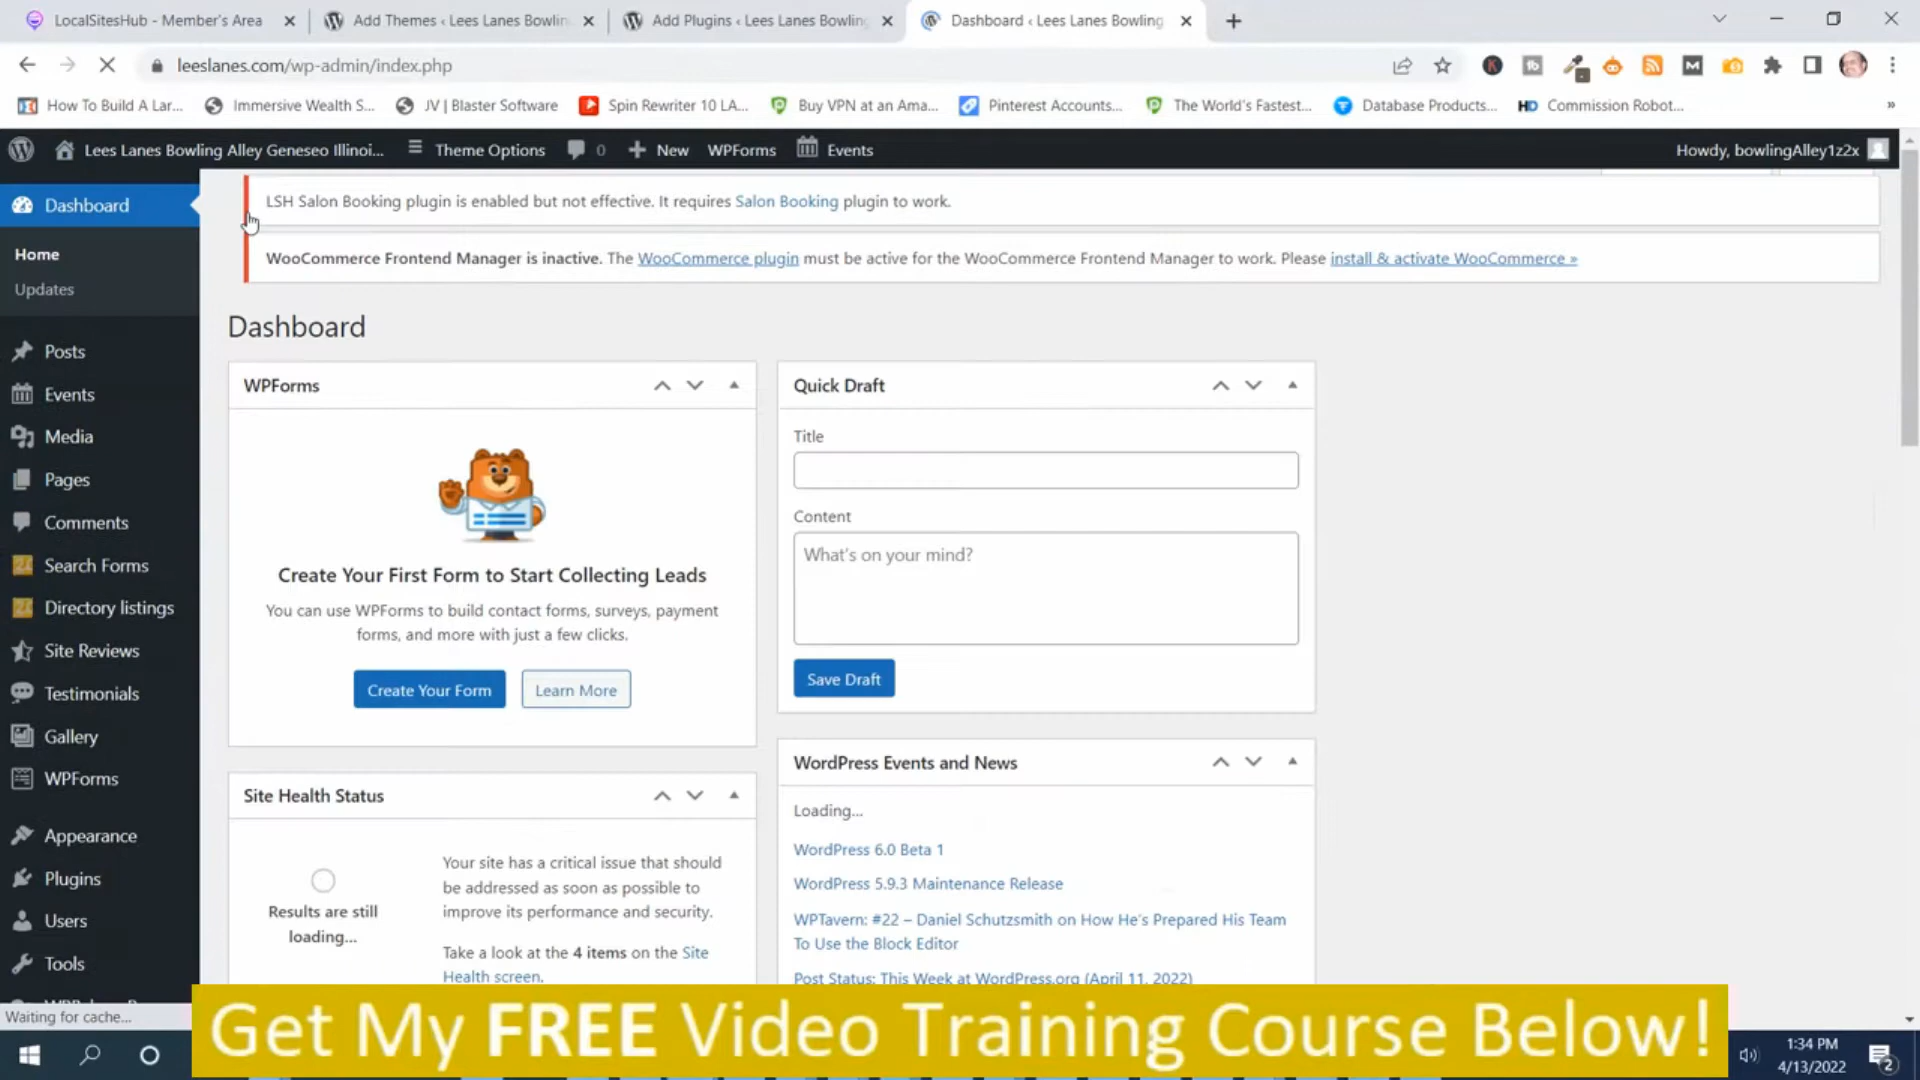 LocalSitesHub - Member's Area
Add Themes ‹ Lees Lanes Bowlin
Add Plugins ‹ Lees Lanes Bowling
Dashboard ‹ Lees Lanes Bowling
leeslanes.com/wp-admin/index.php
How To Build A Lar...
Immersive Wealth S...
JV | Blaster Software
Spin Rewriter 10 LA...
Buy VPN at an Ama...
Pinterest Accounts...
The World's Fastest...
Database Products...
HD Commission Robot...
Lees Lanes Bowling Alley Geneseo Illinoi...
Theme Options
0
New
WPForms
Events
Howdy, bowlingAlley1z2x
Dashboard
Home
Updates
Posts
Events
Media
Pages
Comments
Search Forms
Directory listings
Site Reviews
Testimonials
Gallery
WPForms
Appearance
Plugins
Users
Tools
LSH Salon Booking plugin is enabled but not effective. It requires Salon Booking plugin to work.
WooCommerce Frontend Manager is inactive. The WooCommerce plugin must be active for the WooCommerce Frontend Manager to work. Please install & activate WooCommerce »
Dashboard
WPForms
Create Your First Form to Start Collecting Leads
You can use WPForms to build contact forms, surveys, payment
forms, and more with just a few clicks.
Create Your Form
Learn More
Site Health Status
Results are still
loading...
Your site has a critical issue that should
be addressed as soon as possible to
improve its performance and security.
Take a look at the 4 items on the Site
Health screen.
Quick Draft
Title
Content
What's on your mind?
Save Draft
WordPress Events and News
Loading...
WordPress 6.0 Beta 1
WordPress 5.9.3 Maintenance Release
WPTavern: #22 – Daniel Schutzsmith on How He's Prepared His Team
To Use the Block Editor
Post Status: This Week at WordPress.org (April 11, 2022)
Waiting for cache...
Get My FREE Video Training Course Below!
1:34 PM
4/13/2022
2